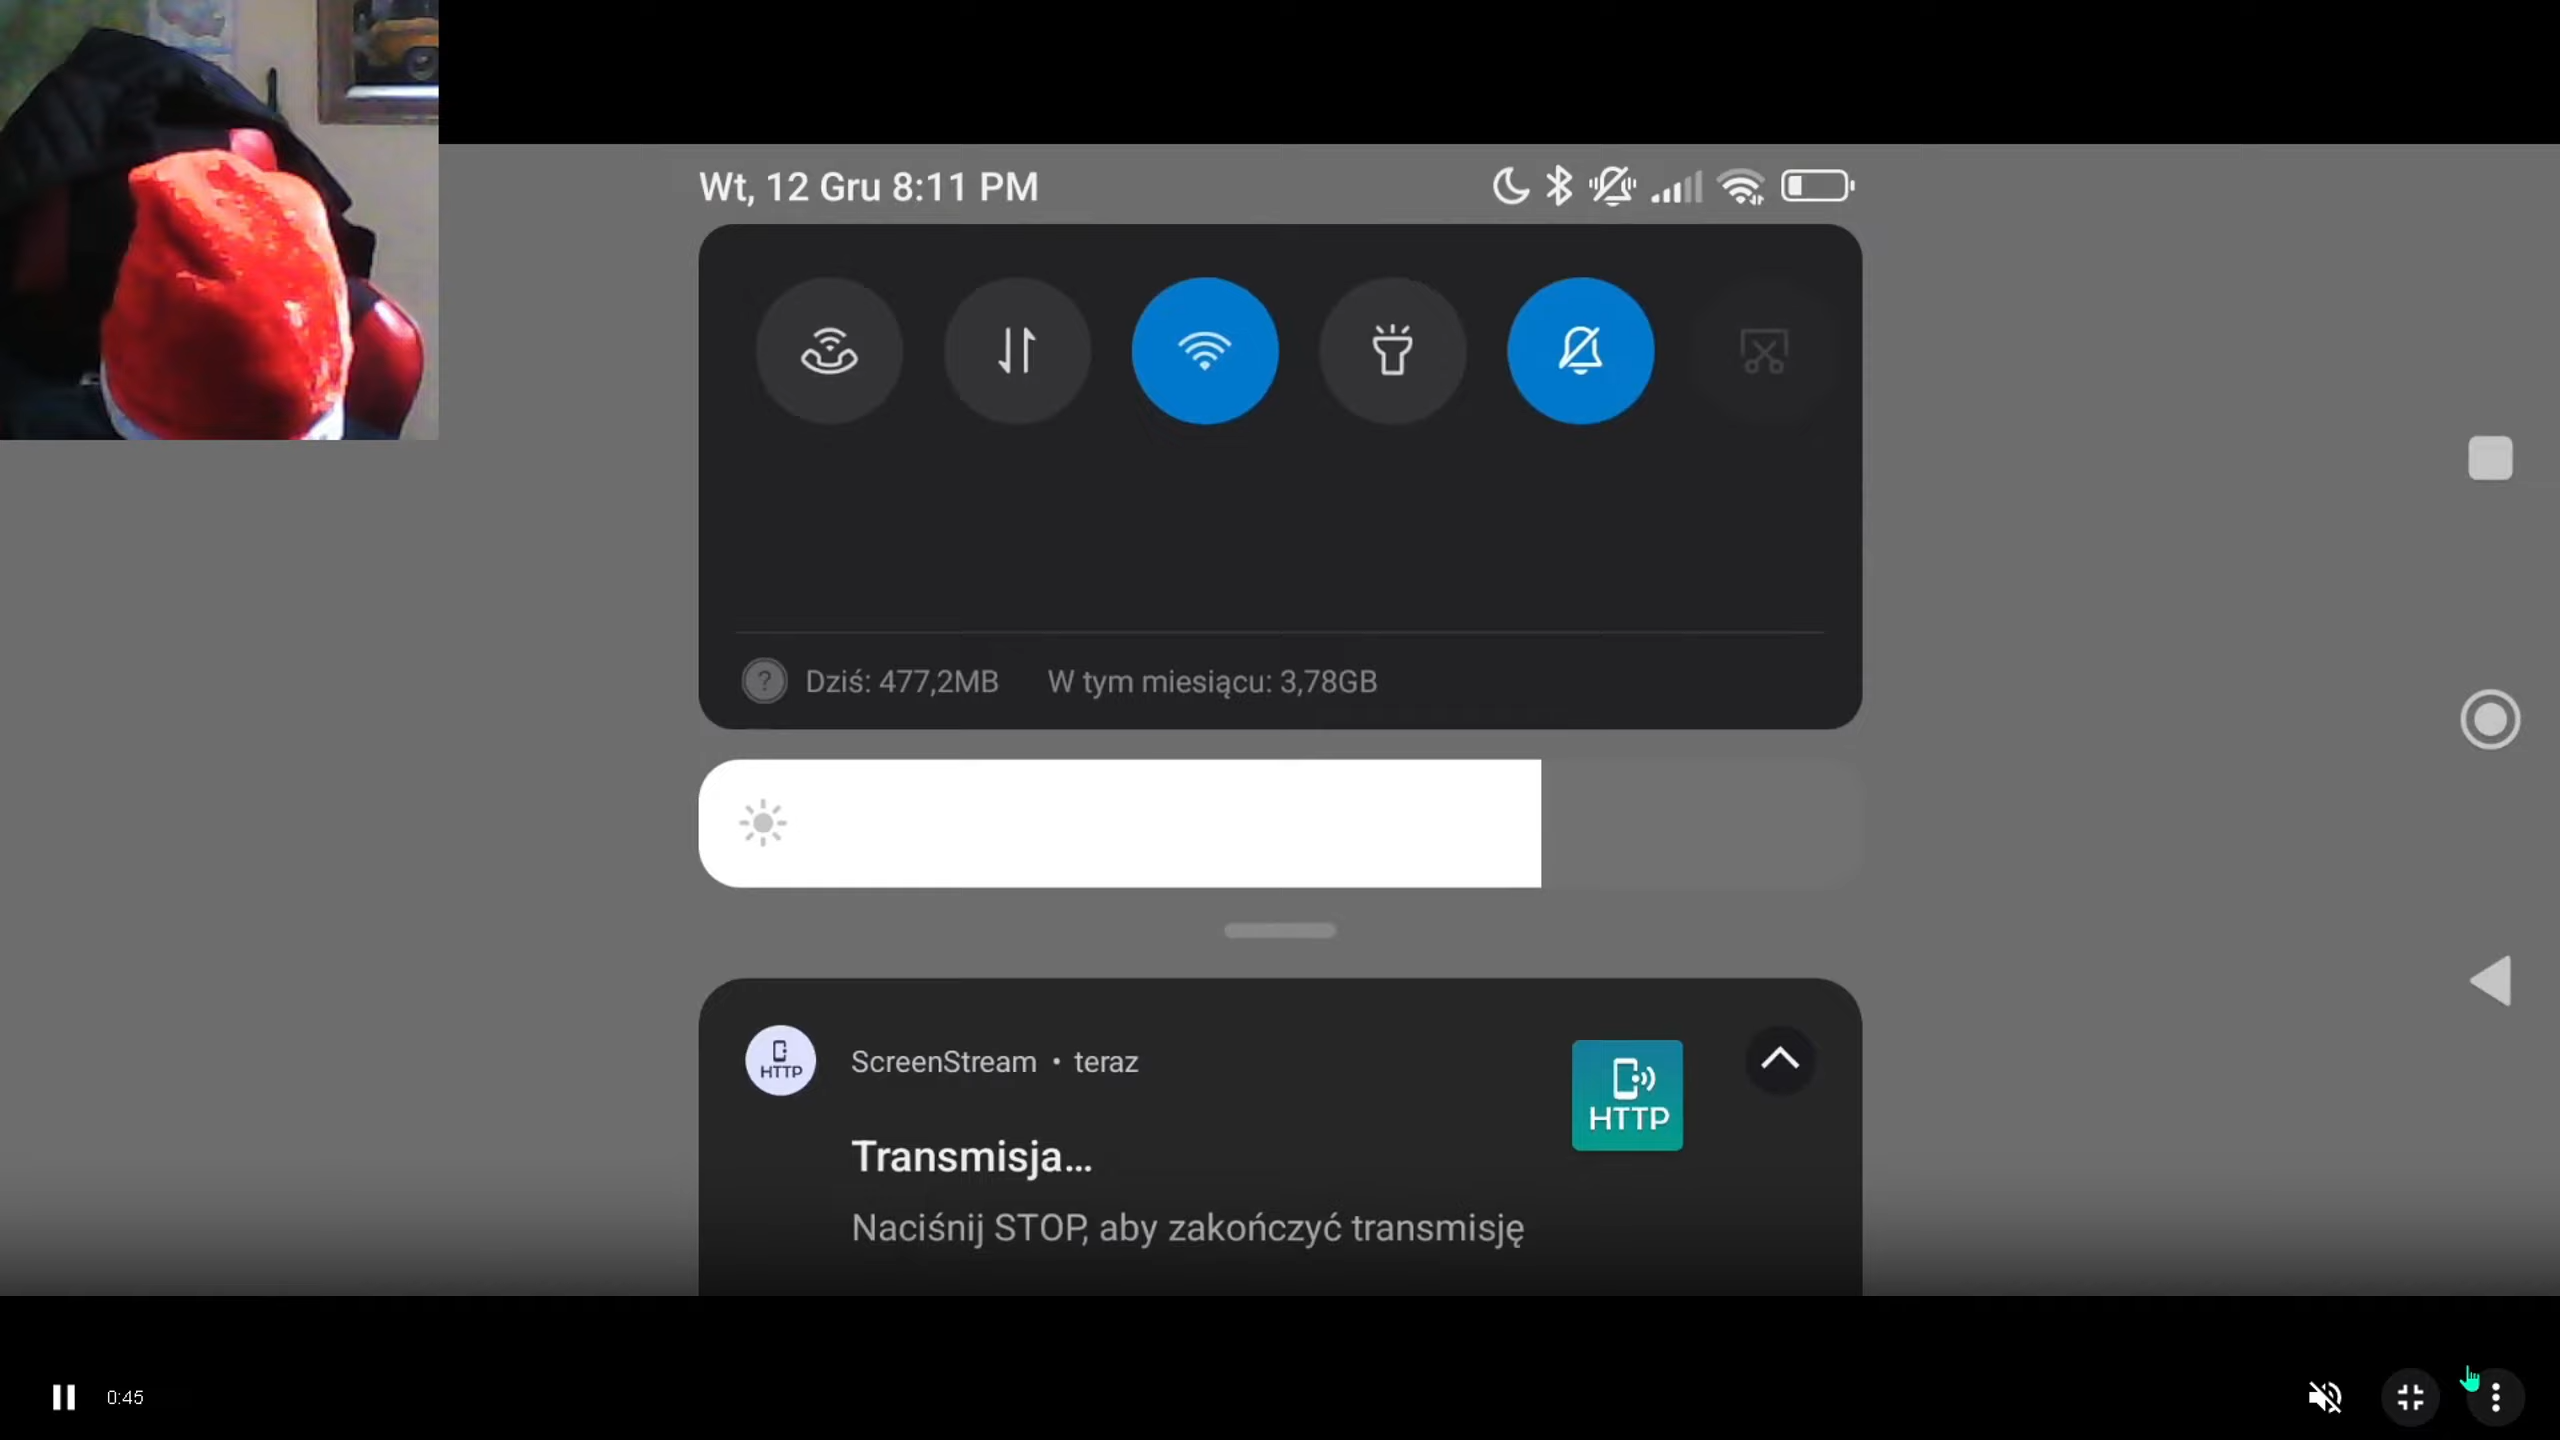 Wt, 12 Gru 8:11 PM
Dziś: 477,2MB W tym miesiącu: 3,78GB
HTTP
ScreenStream • teraz
HTTP
Transmisja...
Naciśnij STOP, aby zakończyć transmisję
0:45